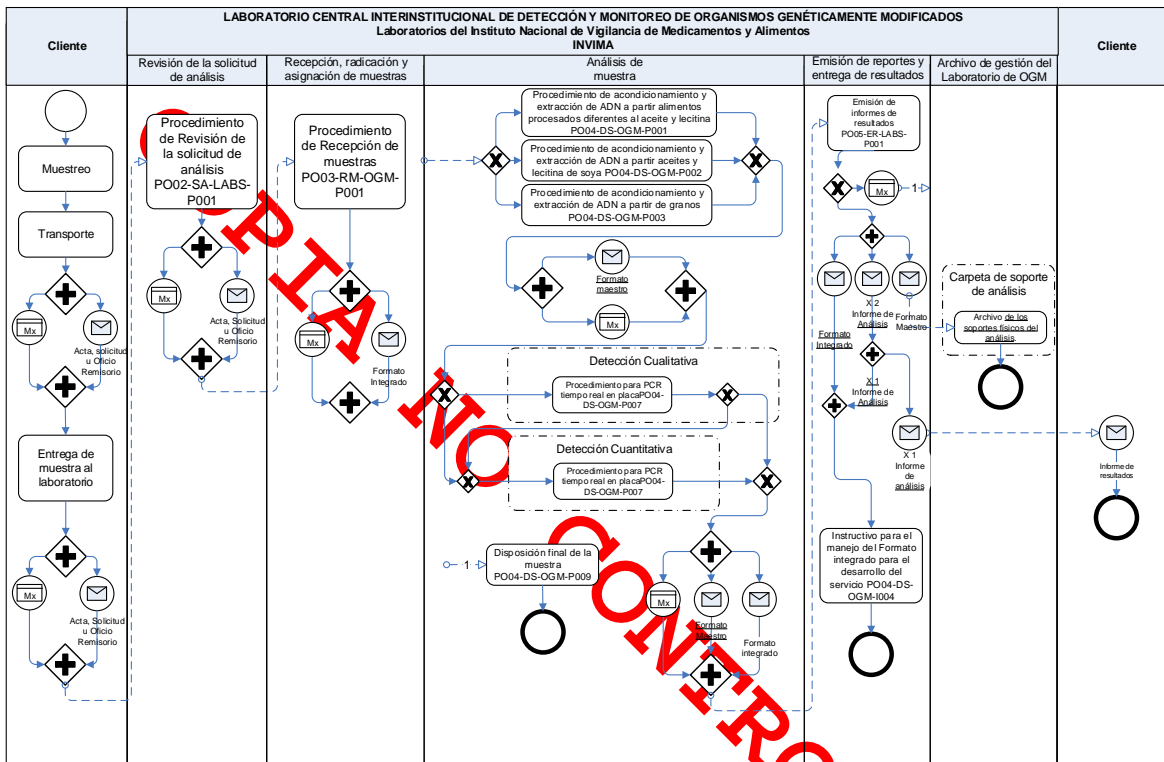 LABORATORIO CENTRAL INTERINSTITUCIONAL DE DETECCIÓN Y MONITOREO DE ORGANISMOS GENÉTICAMENTE MODIFICADOS
Laboratorios del Instituto Nacional de Vigilancia de Medicamentos y Alimentos
INVIMA
Cliente
Revisión de la solicitud
de análisis
Recepción, radicación y
asignación de muestras
Análisis de
muestra
Emisión de reportes y
entrega de resultados
Archivo de gestión del
Laboratorio de OGM
Cliente
Muestreo
Transporte
Mx
Acta, solicitud
u Oficio
Remisorio
Entrega de
muestra al
laboratorio
Mx
Acta, Solicitud
u Oficio
Remisorio
Procedimiento
de Revisión de
la solicitud de
análisis
PO02-SA-LABS-
P001
Mx
Acta, Solicitud
u Oficio
Remisorio
Procedimiento
de Recepción de
muestras
PO03-RM-OGM-
P001
Mx
Formato
Integrado
Procedimiento de acondicionamiento y
extracción de ADN a partir alimentos
procesados diferentes al aceite y lecitina
PO04-DS-OGM-P001
Procedimiento de acondicionamiento
y extracción de ADN a partir aceites y
lecitina de soya PO04-DS-OGM-P002
Procedimiento de acondicionamiento y
extracción de ADN a partir de granos
PO04-DS-OGM-P003
Formato
maestro
Mx
Detección Cualitativa
Procedimiento para PCR
tiempo real en placaPO04-
DS-OGM-P007
Detección Cuantitativa
Procedimiento para PCR
tiempo real en placaPO04-
DS-OGM-P007
1
Disposición final de la
muestra
PO04-DS-OGM-P009
Mx
Formato
Maestro
Formato
integrado
Emisión de
informes de
resultados
PO05-ER-LABS-
P001
Mx
1
Formato
Integrado
X 2
Informe de
Análisis
Formato
Maestro
X 1
Informe de
Análisis
X 1
Informe
de
análisis
Instructivo para el
manejo del Formato
integrado para el
desarrollo del
servicio PO04-DS-
OGM-I004
Carpeta de soporte
de análisis
Archivo de los
soportes físicos del
análisis.
Informe de
resultados
COPIA NO CONTRO